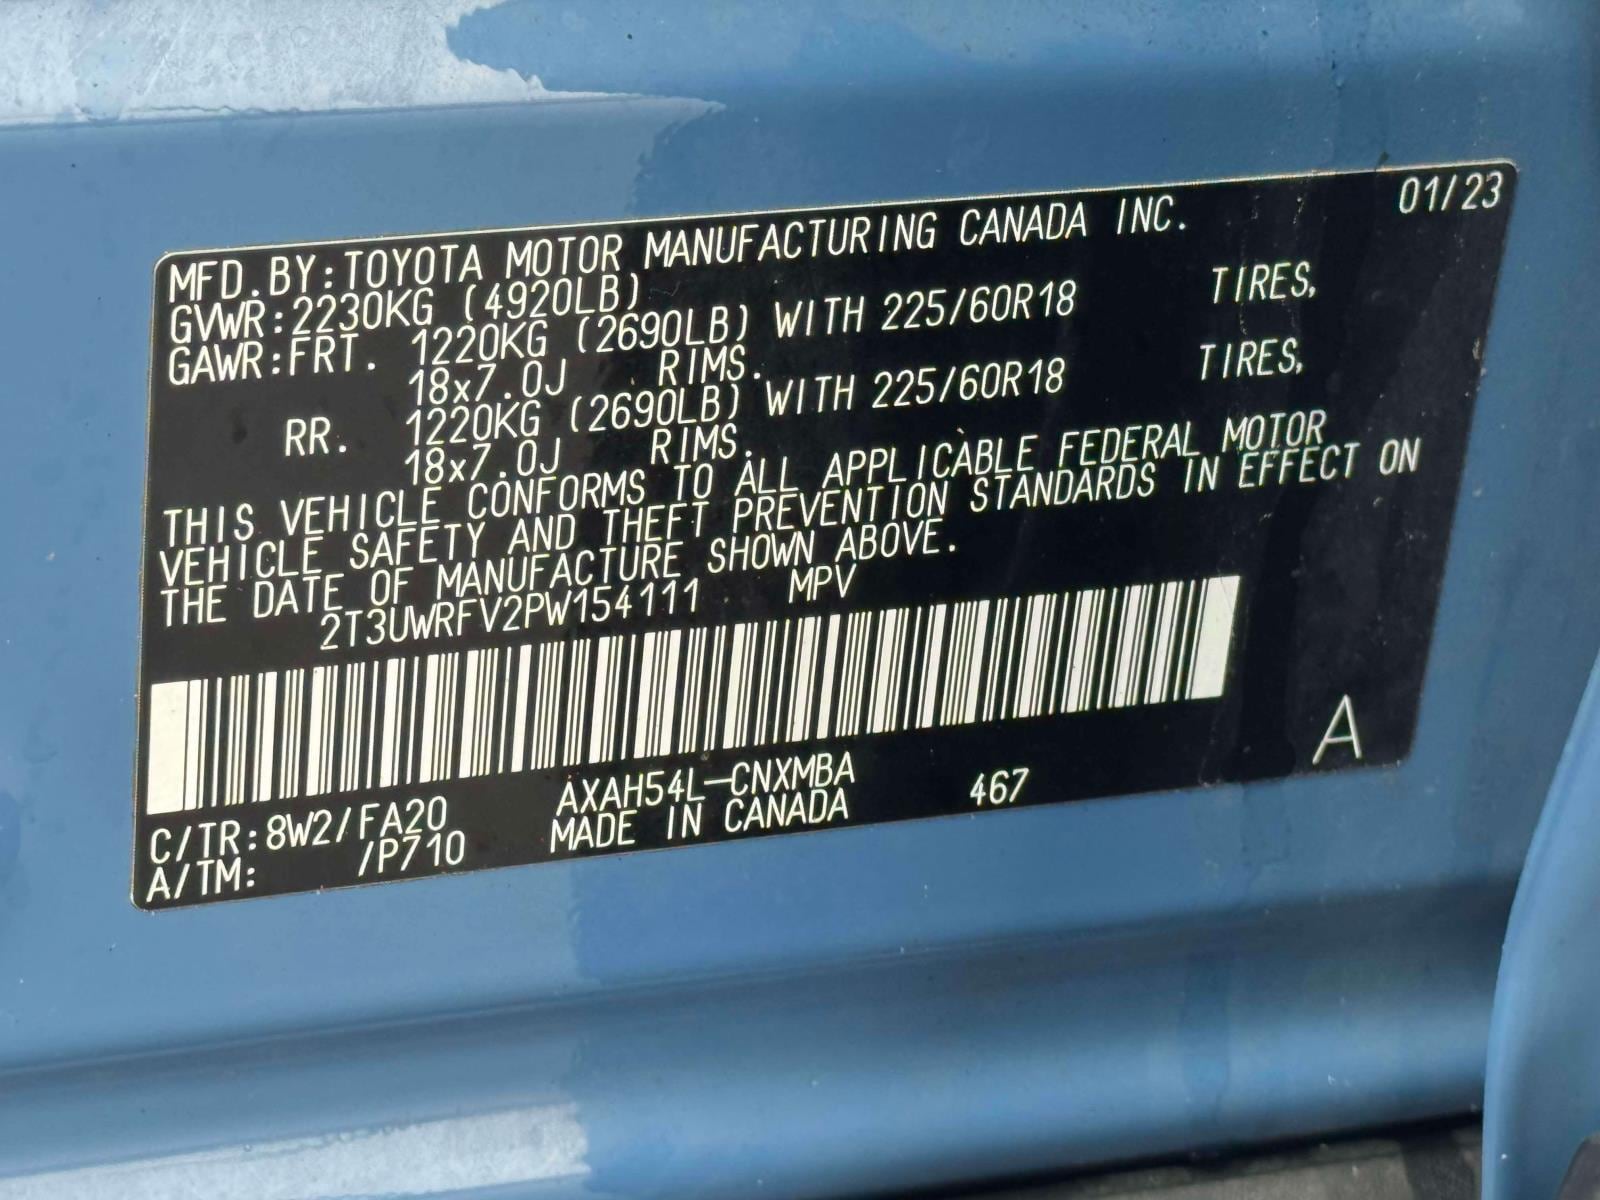 01/23
MFD.BY:TOYOTA MOTOR MANUFACTURING CANADA INC.
GVWR:2230KG (4920LB)
GAWR:FRT. 1220KG (2690LB) WITH 225/60R18 TIRES,
18x7.0J RIMS.
RR. 1220KG (2690LB) WITH 225/60R18 TIRES,
18x7.0J RIMS.
THIS VEHICLE CONFORMS TO ALL APPLICABLE FEDERAL MOTOR
VEHICLE SAFETY AND THEFT PREVENTION STANDARDS IN EFFECT ON
THE DATE OF MANUFACTURE SHOWN ABOVE.
2T3UWRFV2PW154111 MPV
A
C/TR:8W2/FA20 AXAH54L-CNXMBA 467
A/TM: /P710 MADE IN CANADA